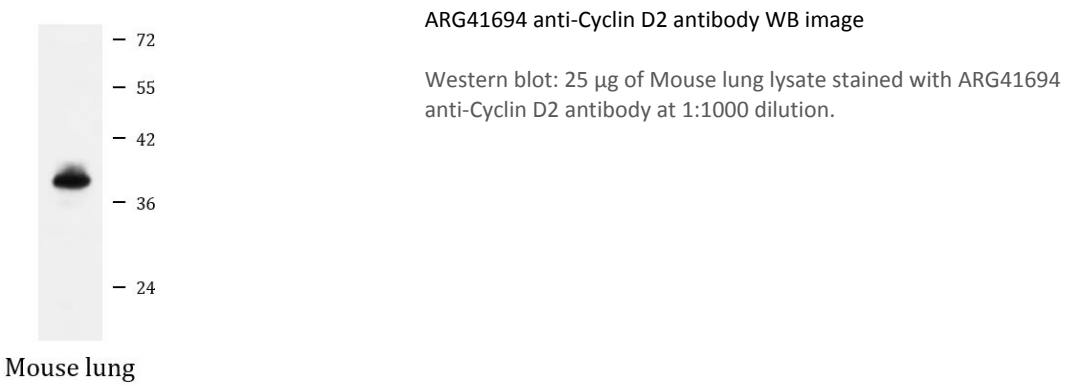 ARG41694 anti-Cyclin D2 antibody WB image
Western blot: 25 μg of Mouse lung lysate stained with ARG41694
anti-Cyclin D2 antibody at 1:1000 dilution.
72
55
42
36
24
Mouse lung